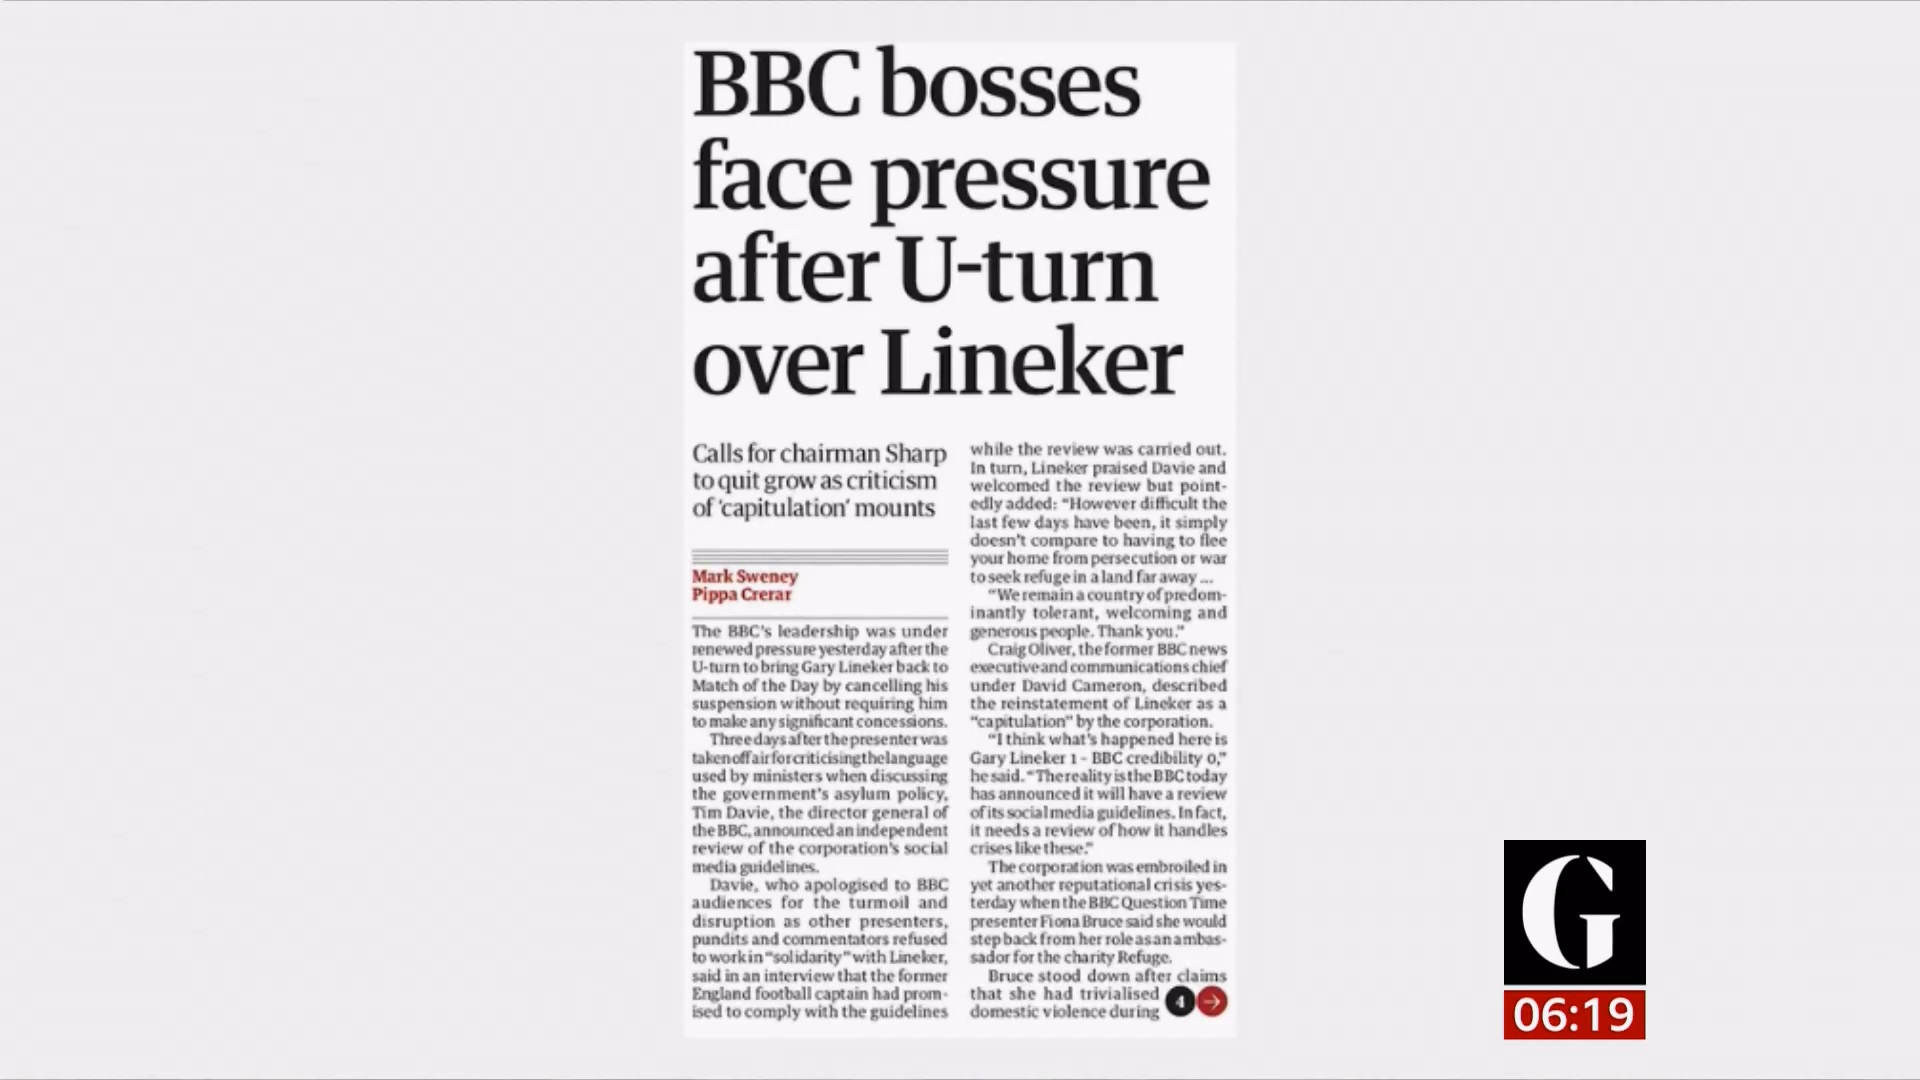 BBC bosses
face pressure
after U-turn
over Lineker
Calls for chairman Sharp
to quit grow as criticism
of 'capitulation' mounts
Mark Sweney
Pippa Crerar
The BBC's leadership was under
renewed pressure yesterday after the
U-turn to bring Gary Lineker back to
Match of the Day by cancelling his
suspension without requiring him
to make any significant concessions.
Three days after the presenter was
taken off air for criticising the language
used by ministers when discussing
the government's asylum policy,
Tim Davie, the director general of
the BBC, announced an independent
review of the corporation's social
media guidelines.
Davie, who apologised to BBC
audiences for the turmoil and
disruption as other presenters,
pundits and commentators refused
to work in "solidarity" with Lineker,
said in an interview that the former
England football captain had prom-
ised to comply with the guidelines
while the review was carried out.
In turn, Lineker praised Davie and
welcomed the review but point-
edly added: "However difficult the
last few days have been, it simply
doesn't compare to having to flee
your home from persecution or war
to seek refuge in a land far away ...
"We remain a country of predom-
inantly tolerant, welcoming and
generous people. Thank you."
Craig Oliver, the former BBC news
executive and communications chief
under David Cameron, described
the reinstatement of Lineker as a
"capitulation" by the corporation.
"I think what's happened here is
Gary Lineker 1 - BBC credibility 0,"
he said. "The reality is the BBC today
has announced it will have a review
of its social media guidelines. In fact,
it needs a review of how it handles
crises like these."
The corporation was embroiled in
yet another reputational crisis yes-
terday when the BBC Question Time
presenter Fiona Bruce said she would
step back from her role as an ambas-
sador for the charity Refuge.
Bruce stood down after claims
that she had trivialised
domestic violence during
4
G
06:19